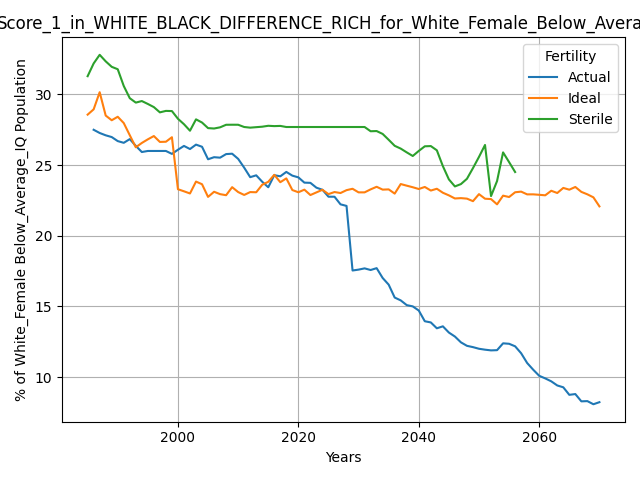 Score_1_in_WHITE_BLACK_DIFFERENCE_RICH_for_White_Female_Below_Avera
Fertility
Actual
Ideal
Sterile
% of White_Female Below_Average_IQ Population
30
25
20
15
10
2000
2020
2040
2060
Years